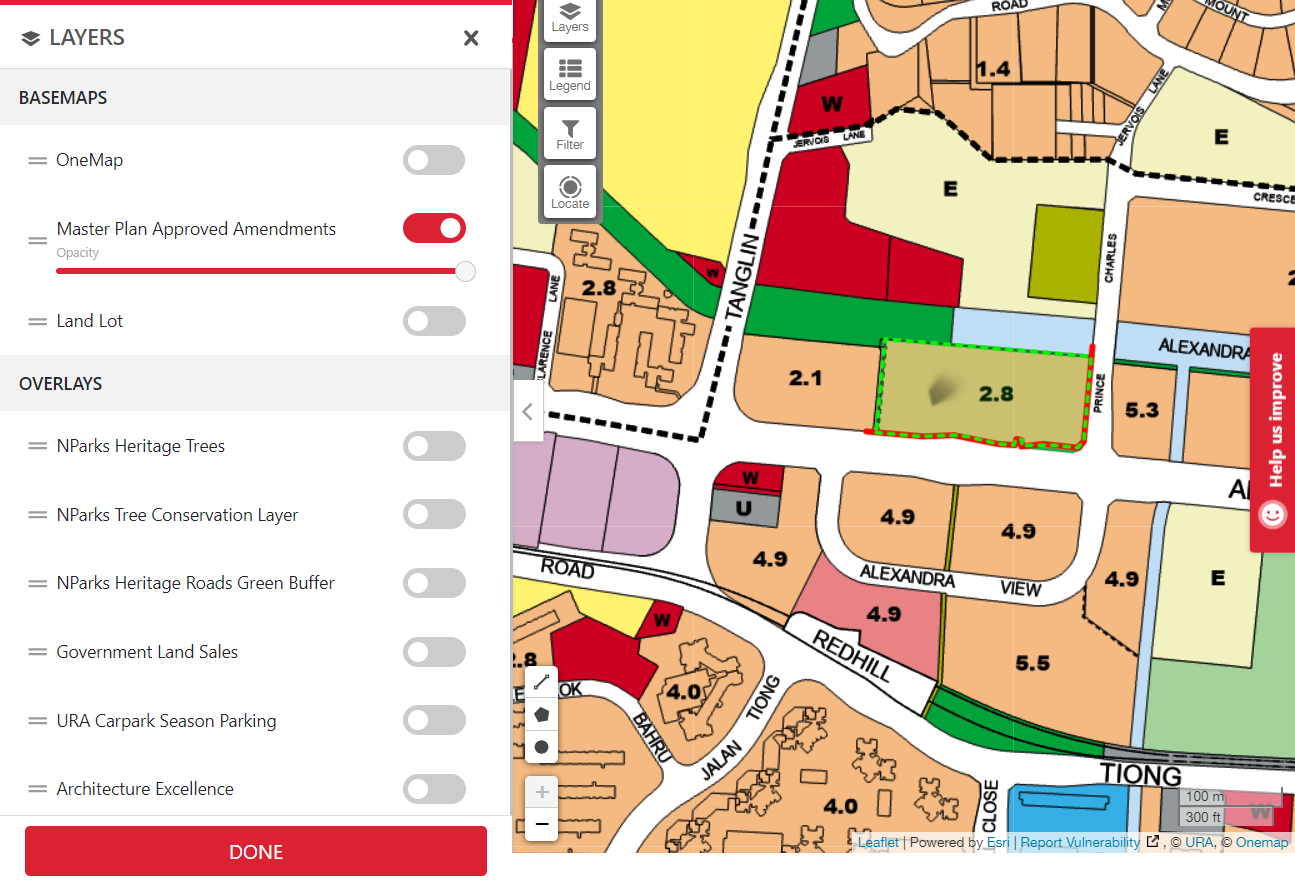 LAYERS
BASEMAPS
OneMap
Master Plan Approved Amendments
Opacity
Land Lot
OVERLAYS
NParks Heritage Trees
NParks Tree Conservation Layer
NParks Heritage Roads Green Buffer
Government Land Sales
URA Carpark Season Parking
Architecture Excellence
DONE
Layers
Legend
Filter
Locate
ROAD
MOUNT
1.4
W
JERVOIS LANE
JERVOIS LANE
E
E
CRESCE
CHARLES
PRINCE
TANGLIN
W
2.8
LANE
CLARENCE
2.1
2.8
ALEXANDRA
5.3
2
Help us improve
W
U
4.9
4.9
4.9
4.9
E
ROAD
ALEXANDRA VIEW
4.9
W
REDHILL
5.5
2.8
OK
4.0
BAHRU
JALAN TIONG
4.0
CLOSE
TIONG
W
100 m
300 ft
+
−
Leaflet | Powered by Esri | Report Vulnerability , © URA, © Onemap